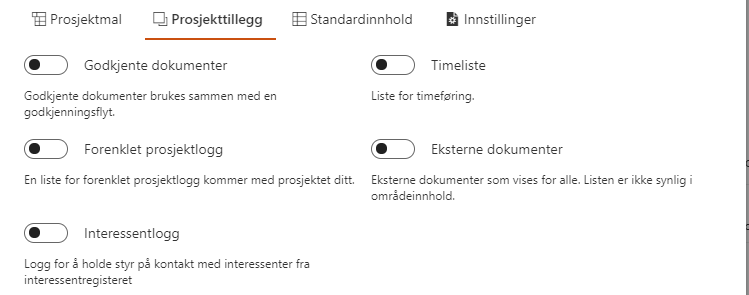 Prosjektmal Prosjekttillegg Standardinnhold Innstillinger
Godkjente dokumenter Timeliste
Godkjente dokumenter brukes sammen med en Liste for timeføring.
godkjenningsflyt.
Forenklet prosjektlogg Eksterne dokumenter
En liste for forenklet prosjektlogg kommer med prosjektet ditt. Eksterne dokumenter som vises for alle. Listen er ikke synlig i
områdeinnhold.
Interessentlogg
Logg for å holde styr på kontakt med interessenter fra
interessentregisteret